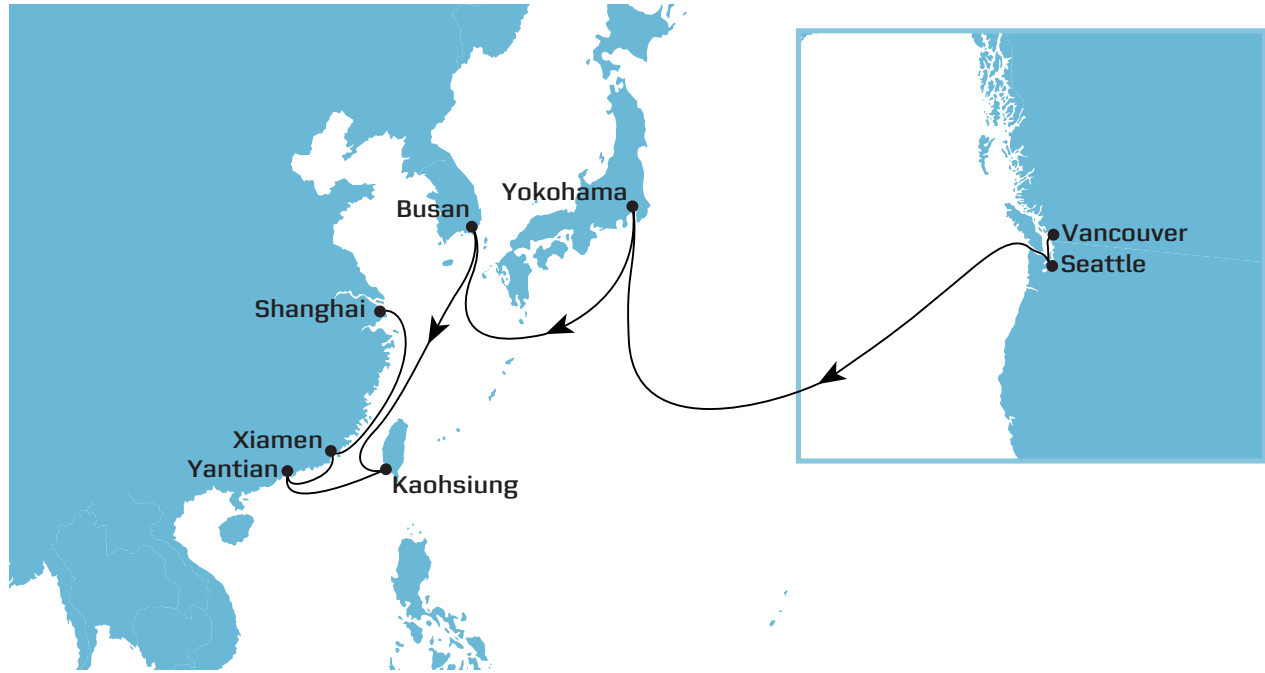 Yokohama
Busan
Vancouver
Seattle
Shanghai
Xiamen
Yantian
Kaohsiung